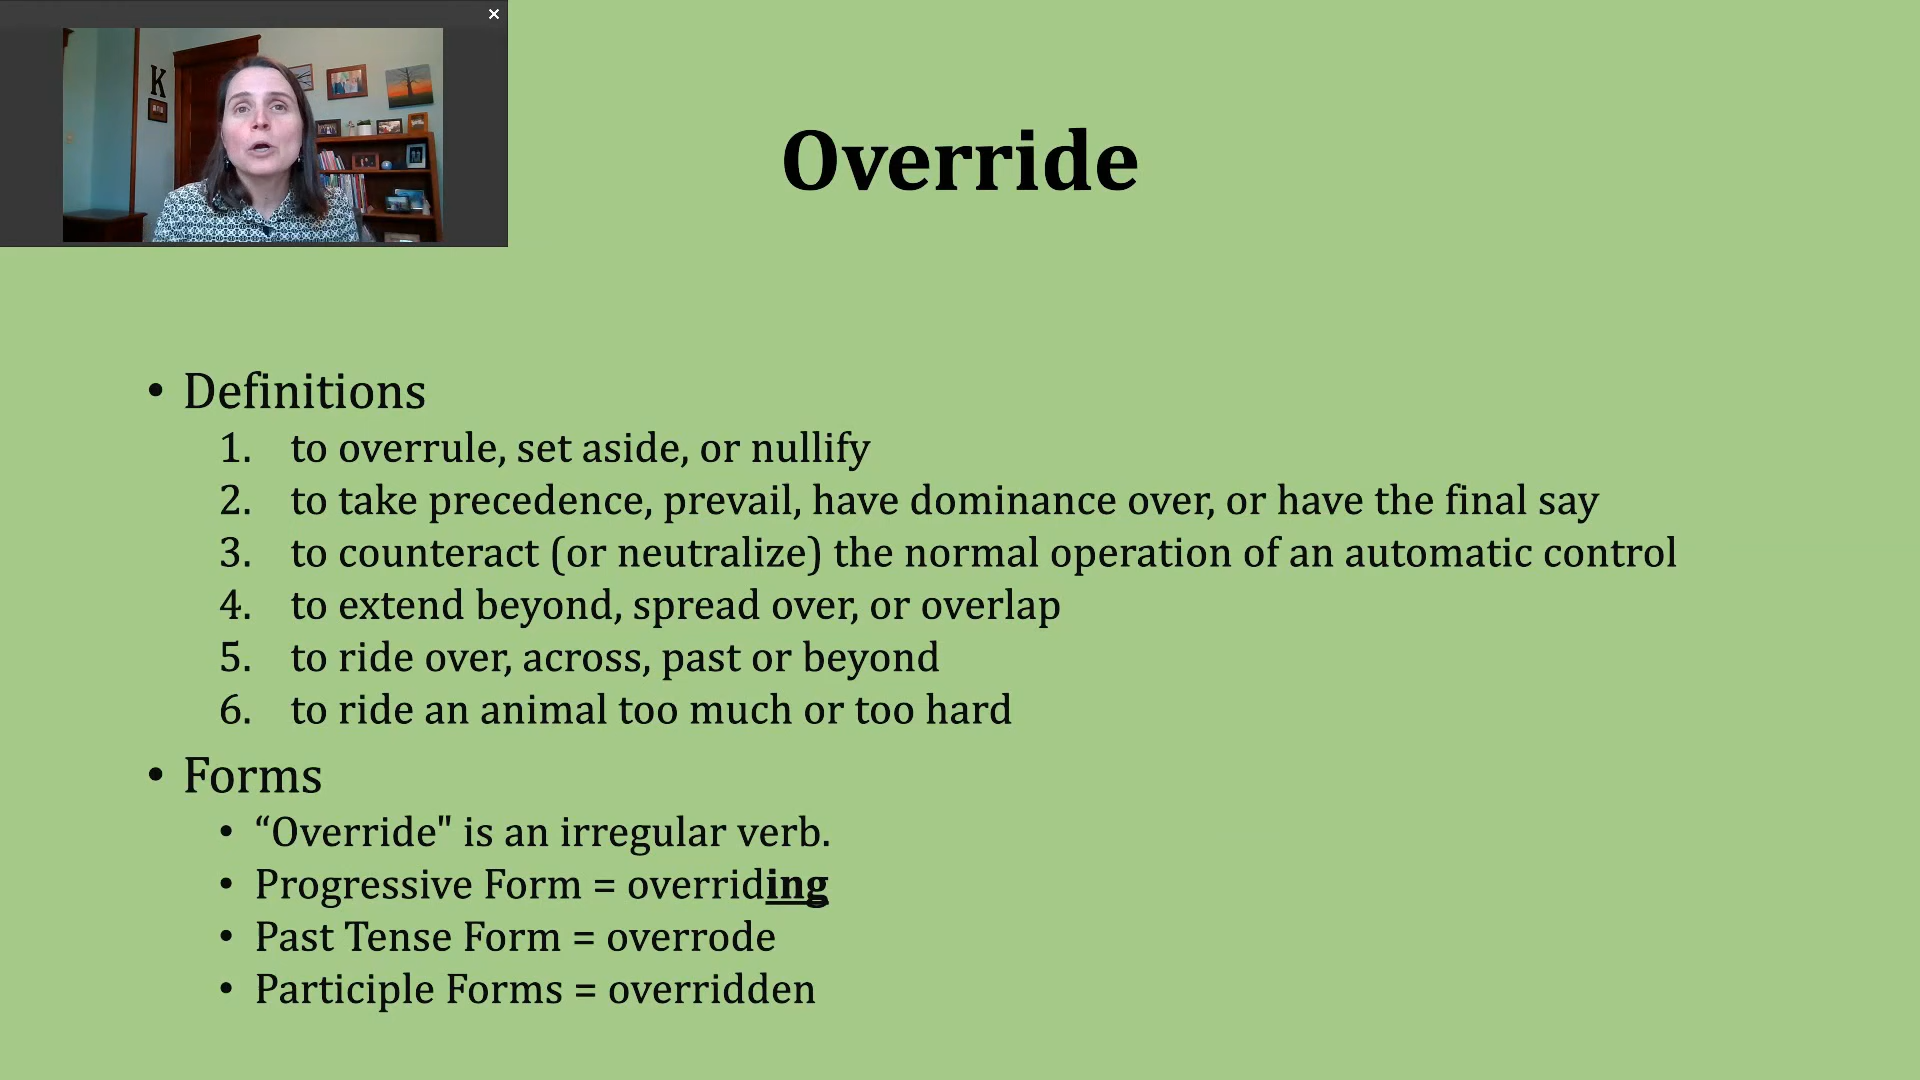 K
Override
• Definitions
1. to overrule, set aside, or nullify
2. to take precedence, prevail, have dominance over, or have the final say
3. to counteract (or neutralize) the normal operation of an automatic control
4. to extend beyond, spread over, or overlap
5. to ride over, across, past or beyond
6. to ride an animal too much or too hard
• Forms
• “Override" is an irregular verb.
• Progressive Form = overriding
• Past Tense Form = overrode
• Participle Forms = overridden